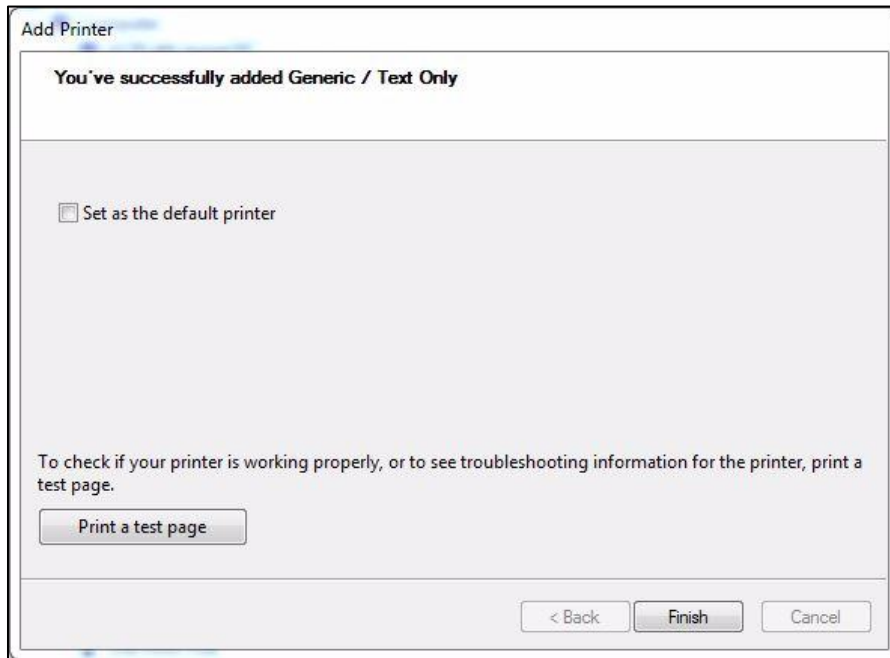 Add Printer
You've successfully added Generic / Text Only
Set as the default printer
To check if your printer is working properly, or to see troubleshooting information for the printer, print a
test page.
Print a test page
< Back Finish Cancel